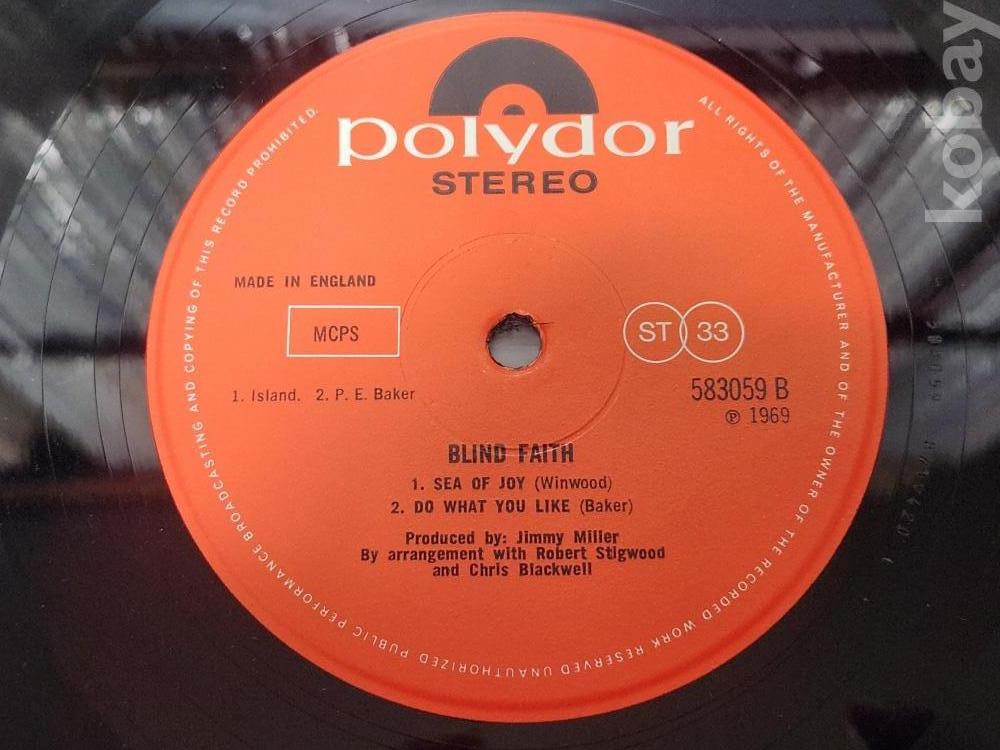 polydor
STEREO
ALL RIGHTS OF THE MANUFACTURER AND OF THE OWNER OF THE RECORDED WORK RESERVED UNAUTHORIZED PUBLIC PERFORMANCE BROADCASTING AND COPYING OF THIS RECORD PROHIBITED.
MADE IN ENGLAND
MCPS
ST 33
1. Island. 2. P. E. Baker
583059 B
℗ 1969
BLIND FAITH
1. SEA OF JOY (Winwood)
2. DO WHAT YOU LIKE (Baker)
Produced by: Jimmy Miller
By arrangement with Robert Stigwood
and Chris Blackwell
kopay